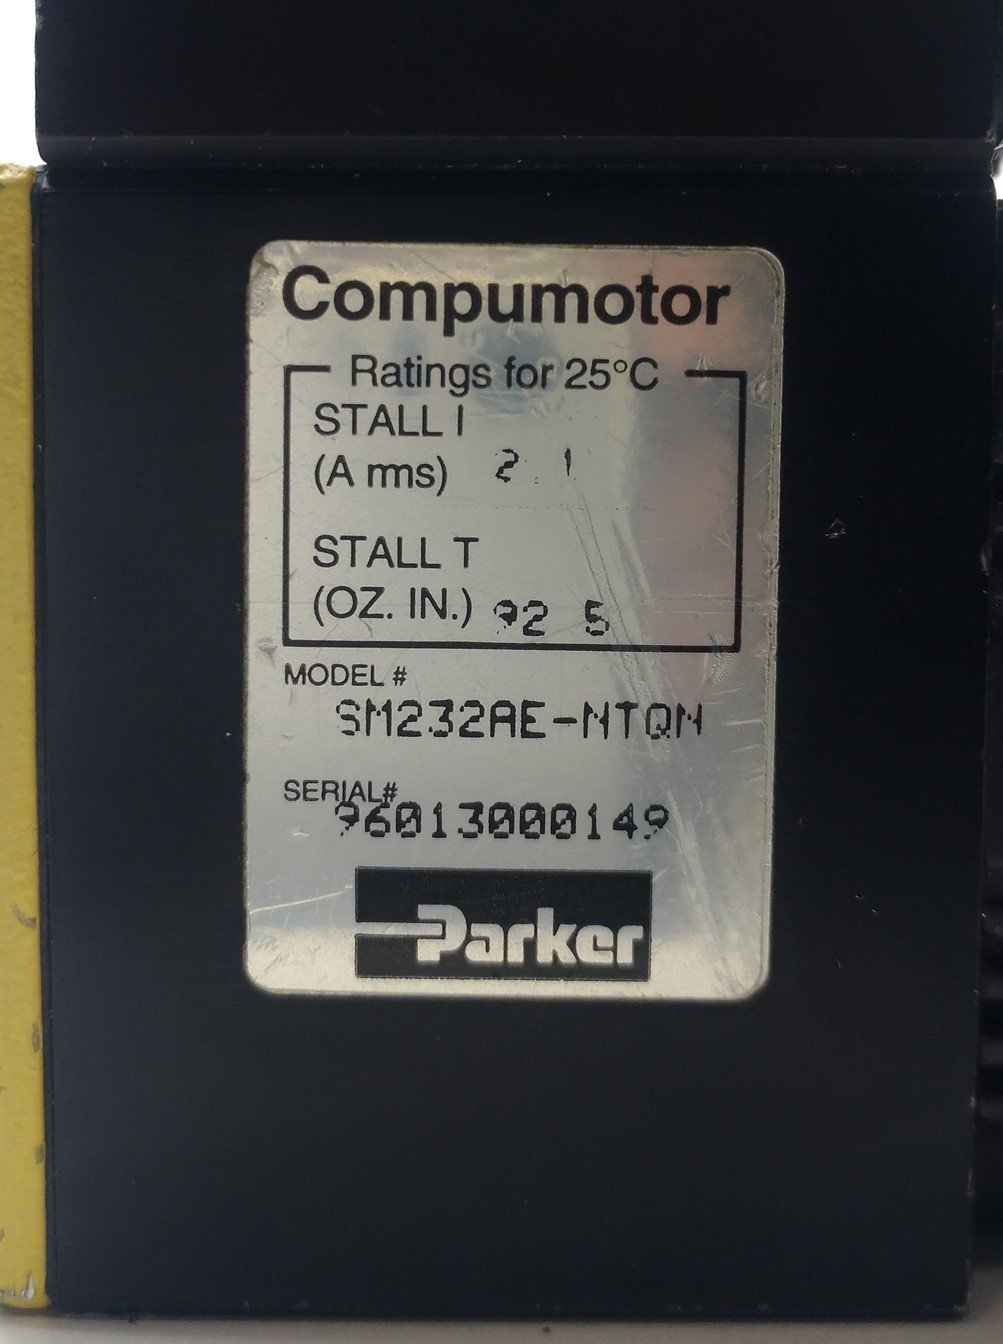 Compumotor
Ratings for 25°C
STALL I
(A rms) 2.1
STALL T
(OZ. IN.) 92 5
MODEL #
SM232AE-NTQN
SERIAL#
96013000149
Parker